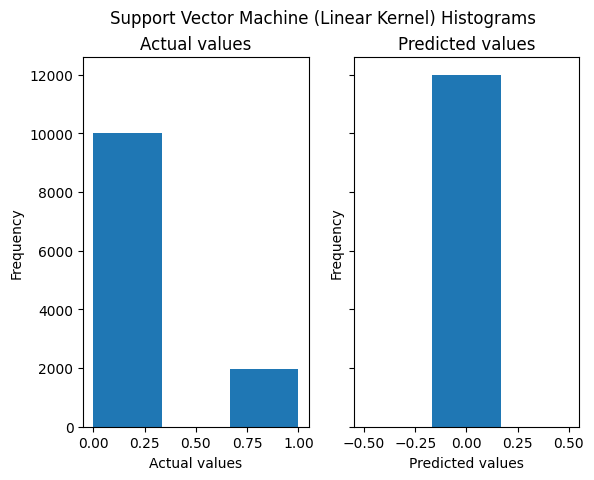 Support Vector Machine (Linear Kernel) Histograms
Actual values
Predicted values
12000
10000
8000
6000
4000
2000
0
Frequency
Frequency
0.00 0.25 0.50 0.75 1.00
−0.50 −0.25 0.00 0.25 0.50
Actual values
Predicted values